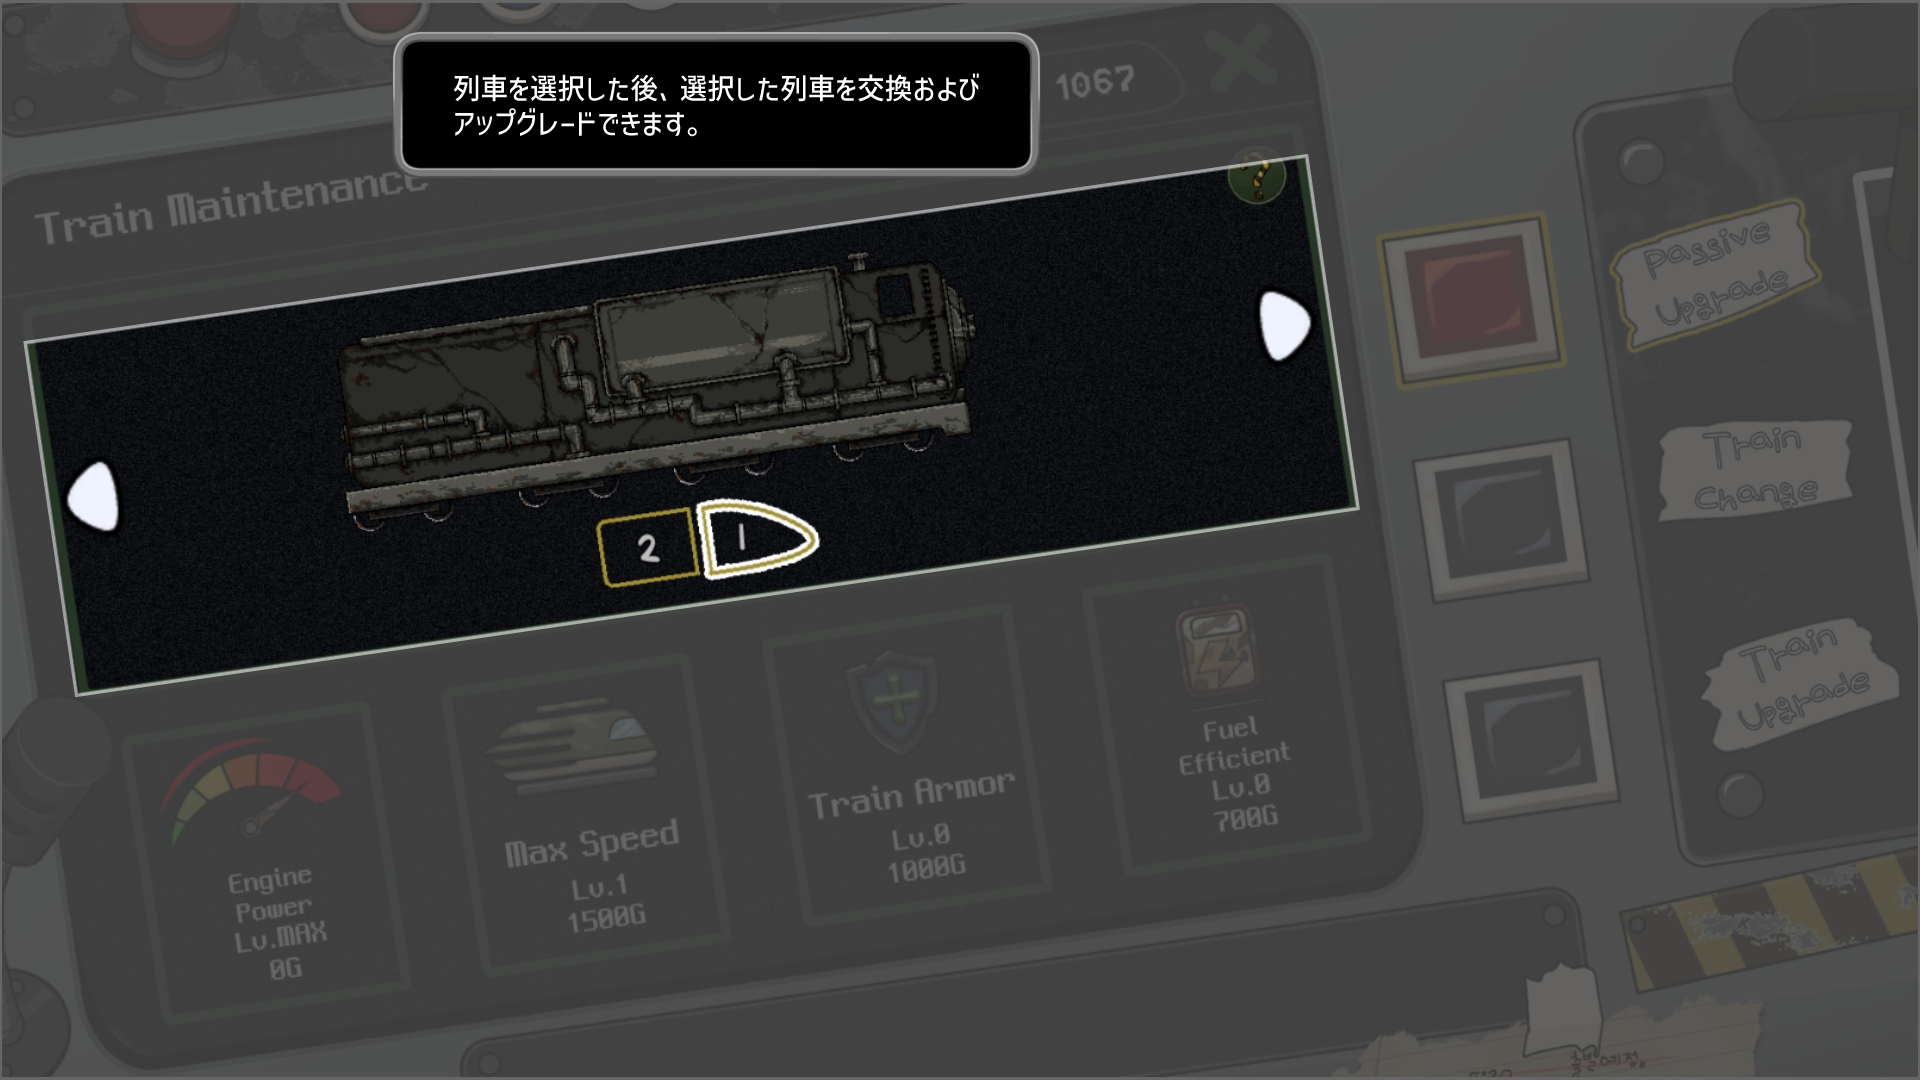 列車を選択した後、選択した列車を交換および
アップグレードできます。
1067
Train Maintenance
?
2
1
Engine
Power
Lv.MAX
0G
Max Speed
Lv.1
1500G
Train Armor
Lv.0
1000G
Fuel
Efficient
Lv.0
700G
Passive
Upgrade
Train
Change
Train
Upgrade